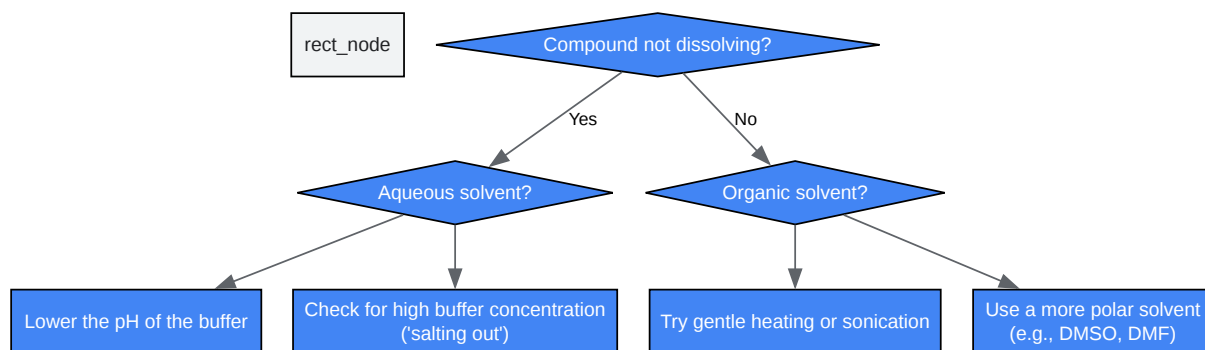 rect_node
Compound not dissolving?
Yes
No
Aqueous solvent?
Organic solvent?
Lower the pH of the buffer
Check for high buffer concentration
('salting out')
Try gentle heating or sonication
Use a more polar solvent
(e.g., DMSO, DMF)